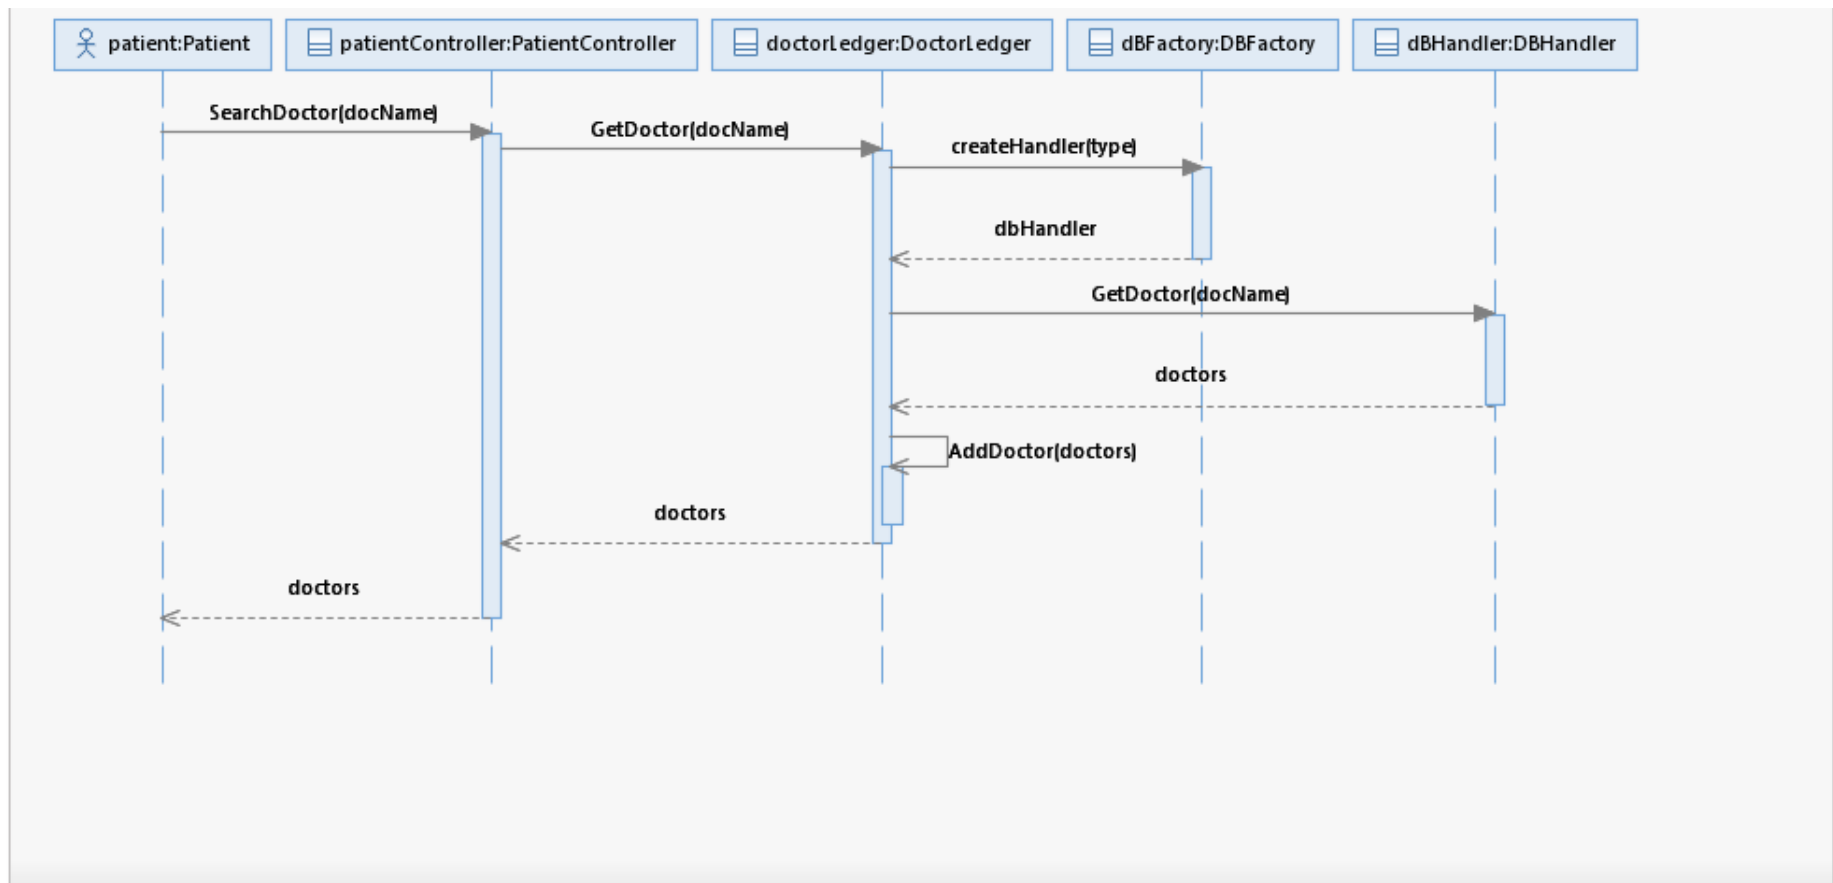 patient:Patient
patientController:PatientController
doctorLedger:DoctorLedger
dBFactory:DBFactory
dBHandler:DBHandler
SearchDoctor(docName)
GetDoctor(docName)
createHandler(type)
dbHandler
GetDoctor(docName)
doctors
AddDoctor(doctors)
doctors
doctors